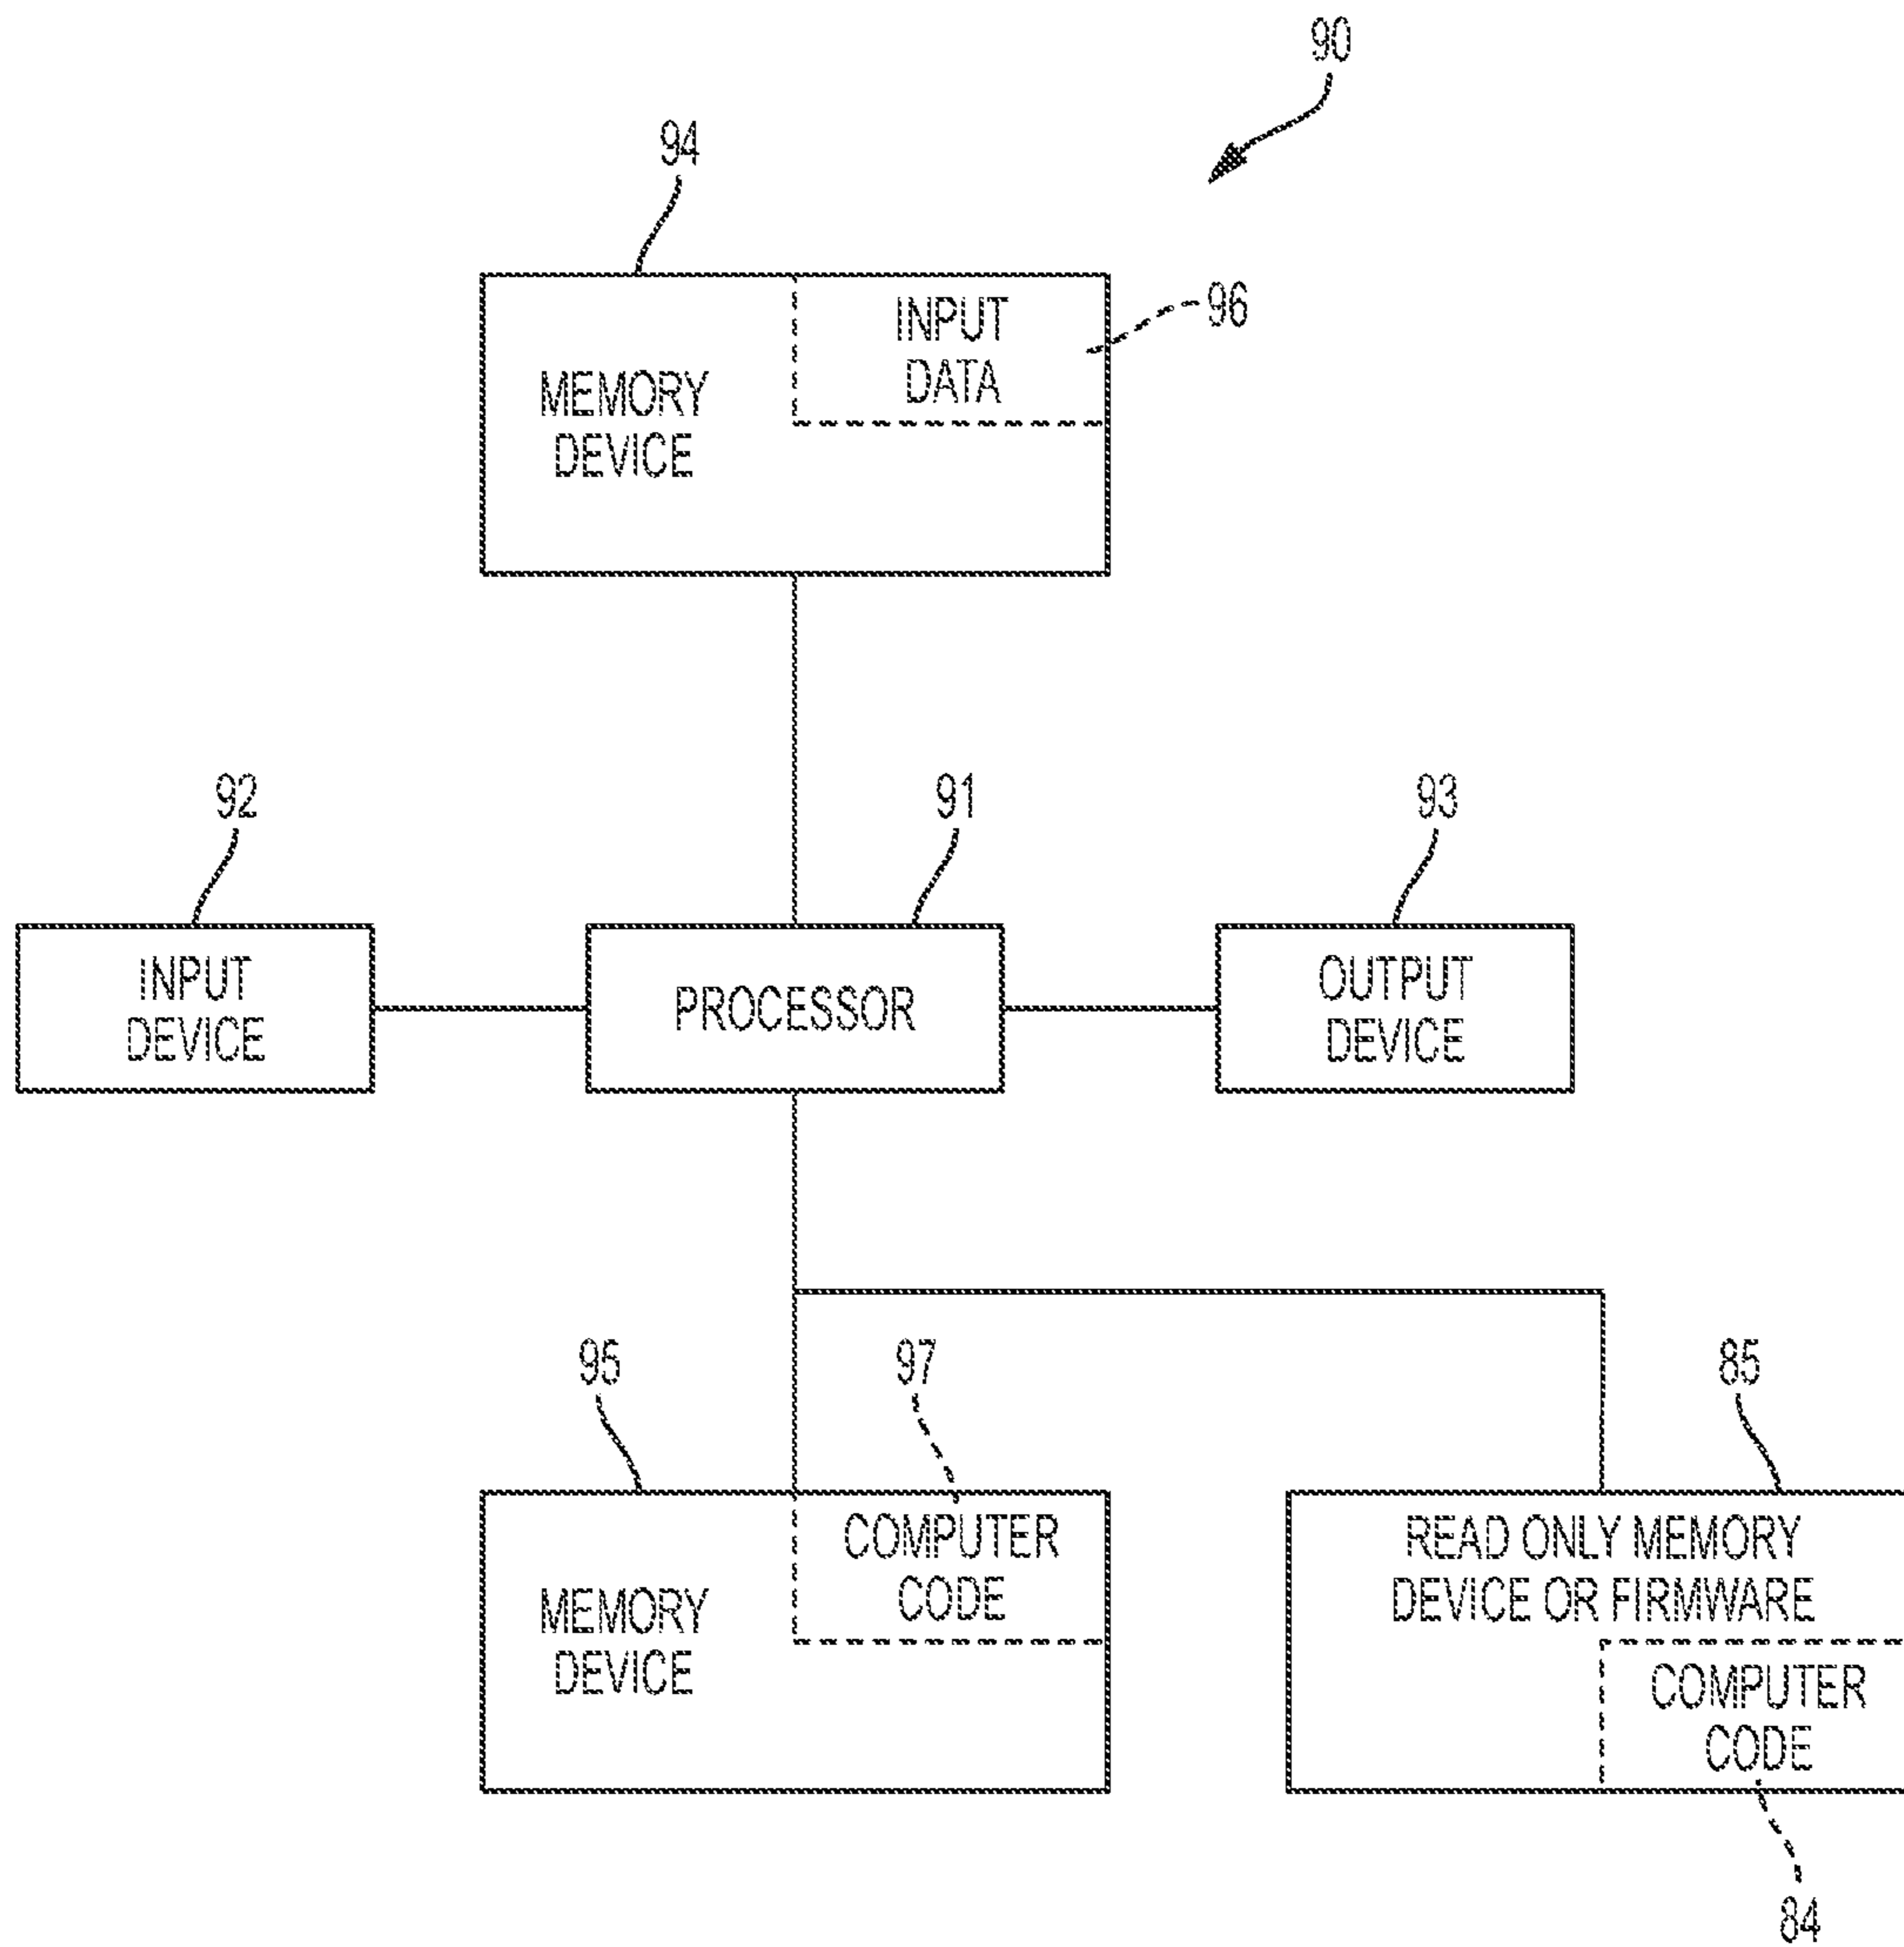 90
94
96
INPUT
DATA
MEMORY
DEVICE
92
91
93
INPUT
DEVICE
PROCESSOR
OUTPUT
DEVICE
95
97
85
COMPUTER
CODE
MEMORY
DEVICE
READ ONLY MEMORY
DEVICE OR FIRMWARE
COMPUTER
CODE
84